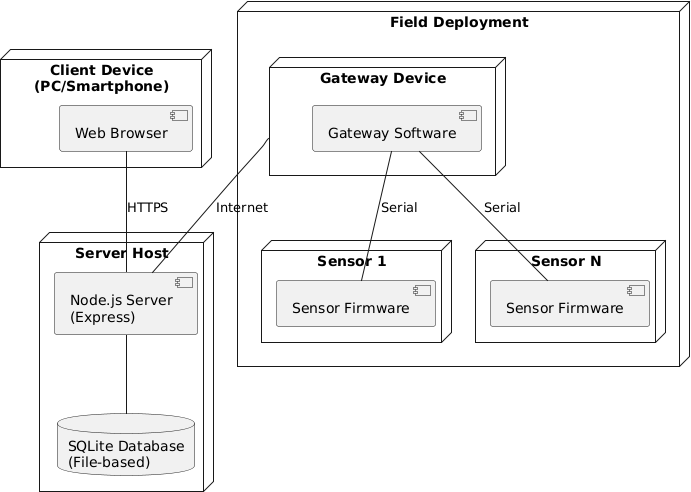 Field Deployment
Client Device
(PC/Smartphone)
Gateway Device
Web Browser
Gateway Software
HTTPS
Internet
Serial
Serial
Server Host
Sensor 1
Sensor N
Node.js Server
(Express)
Sensor Firmware
Sensor Firmware
SQLite Database
(File-based)